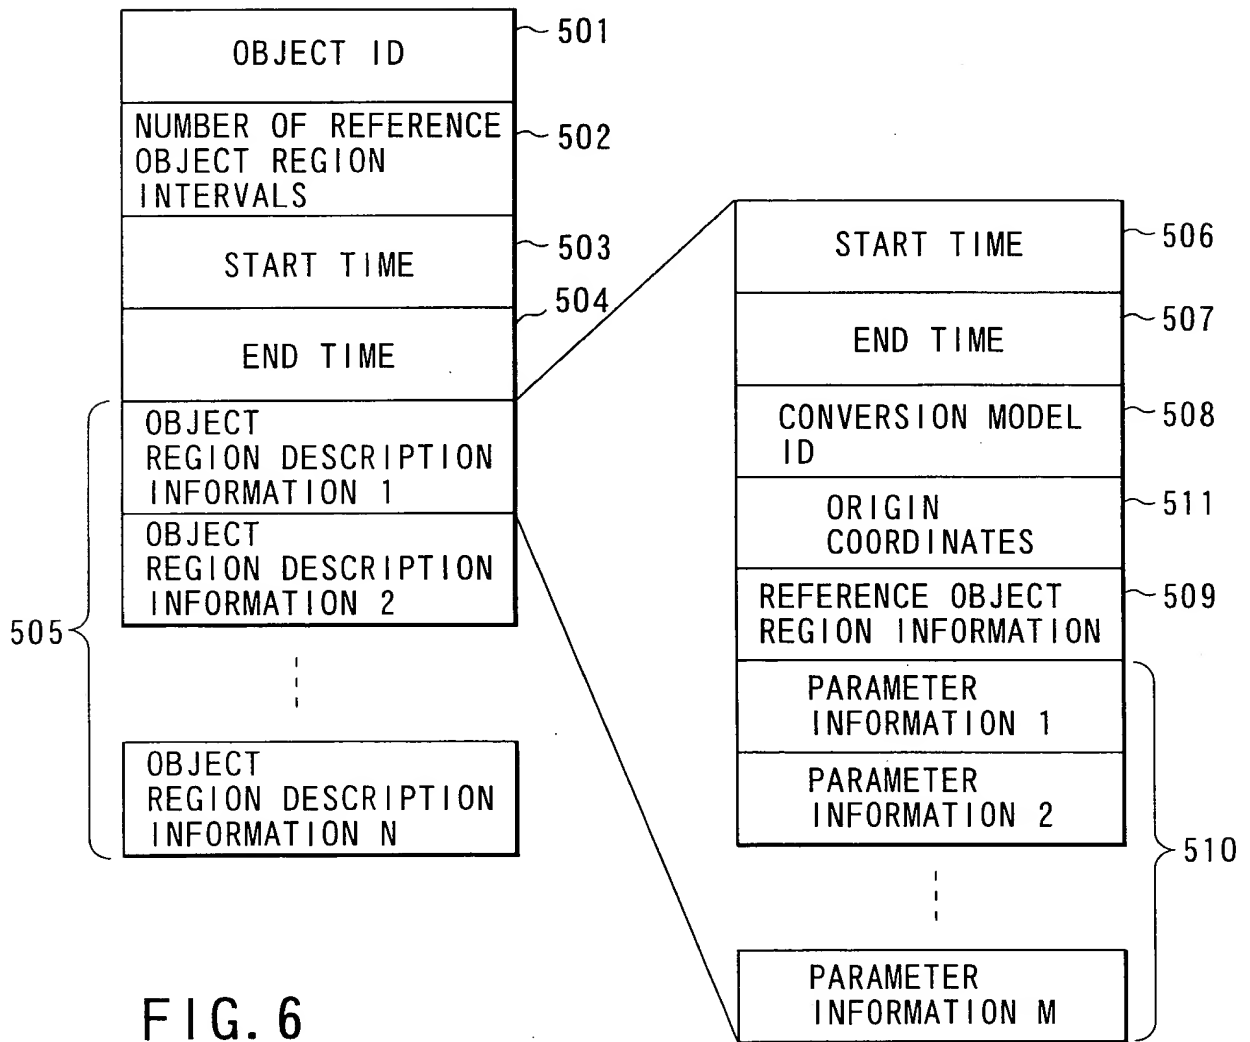 OBJECT ID
501
NUMBER OF REFERENCE
OBJECT REGION
INTERVALS
502
START TIME
503
END TIME
504
OBJECT
REGION DESCRIPTION
INFORMATION 1
OBJECT
REGION DESCRIPTION
INFORMATION 2
505
OBJECT
REGION DESCRIPTION
INFORMATION N
START TIME
506
END TIME
507
CONVERSION MODEL
ID
508
ORIGIN
COORDINATES
511
REFERENCE OBJECT
REGION INFORMATION
509
PARAMETER
INFORMATION 1
PARAMETER
INFORMATION 2
510
PARAMETER
INFORMATION M
FIG. 6